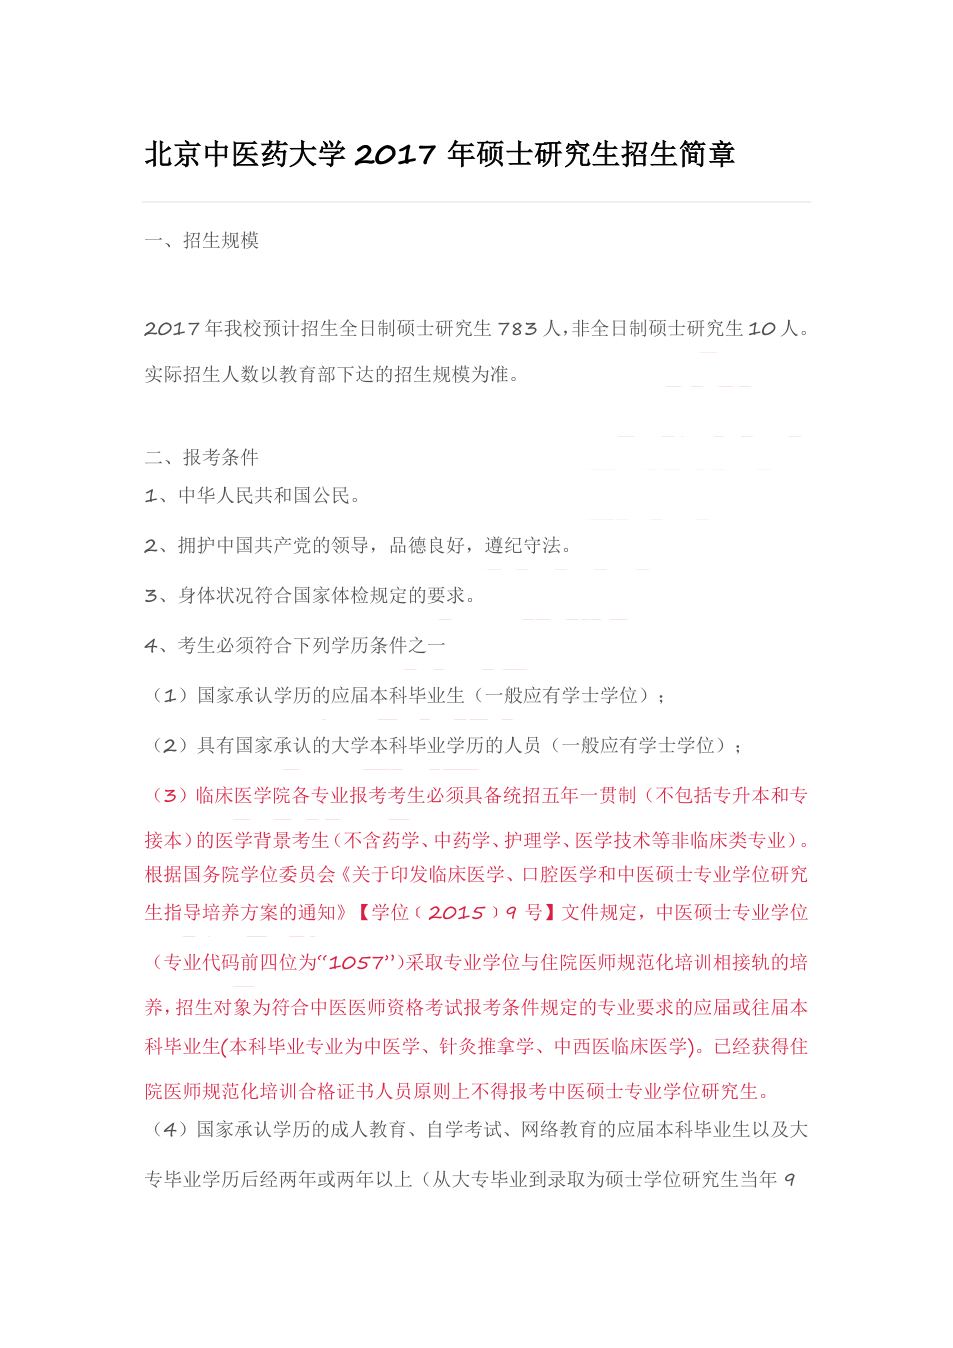 北京中医药大学 2017 年硕士研究生招生简章
一、招生规模
2017 年我校预计招生全日制硕士研究生 783 人，非全日制硕士研究生 10 人。
实际招生人数以教育部下达的招生规模为准。
二、报考条件
1、中华人民共和国公民。
2、拥护中国共产党的领导，品德良好，遵纪守法。
3、身体状况符合国家体检规定的要求。
4、考生必须符合下列学历条件之一
（1）国家承认学历的应届本科毕业生（一般应有学士学位）；
（2）具有国家承认的大学本科毕业学历的人员（一般应有学士学位）；
（3）临床医学院各专业报考考生必须具备统招五年一贯制（不包括专升本和专
接本）的医学背景考生（不含药学、中药学、护理学、医学技术等非临床类专业）。
根据国务院学位委员会《关于印发临床医学、口腔医学和中医硕士专业学位研究
生指导培养方案的通知》【学位﹝2015﹞9 号】文件规定，中医硕士专业学位
（专业代码前四位为“1057”）采取专业学位与住院医师规范化培训相接轨的培
养，招生对象为符合中医医师资格考试报考条件规定的专业要求的应届或往届本
科毕业生(本科毕业专业为中医学、针灸推拿学、中西医临床医学)。已经获得住
院医师规范化培训合格证书人员原则上不得报考中医硕士专业学位研究生。
（4）国家承认学历的成人教育、自学考试、网络教育的应届本科毕业生以及大
专毕业学历后经两年或两年以上（从大专毕业到录取为硕士学位研究生当年 9